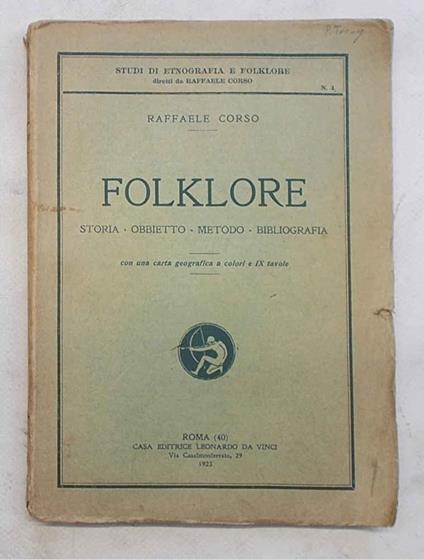 STUDI DI ETNOGRAFIA E FOLKLORE
diretti da RAFFAELE CORSO
N. 4
RAFFAELE CORSO
FOLKLORE
STORIA - OBBIETTO - METODO - BIBLIOGRAFIA
con una carta geografica a colori e IX tavole
ROMA (40)
CASA EDITRICE LEONARDO DA VINCI
Via Casalmonferrato, 29
1923